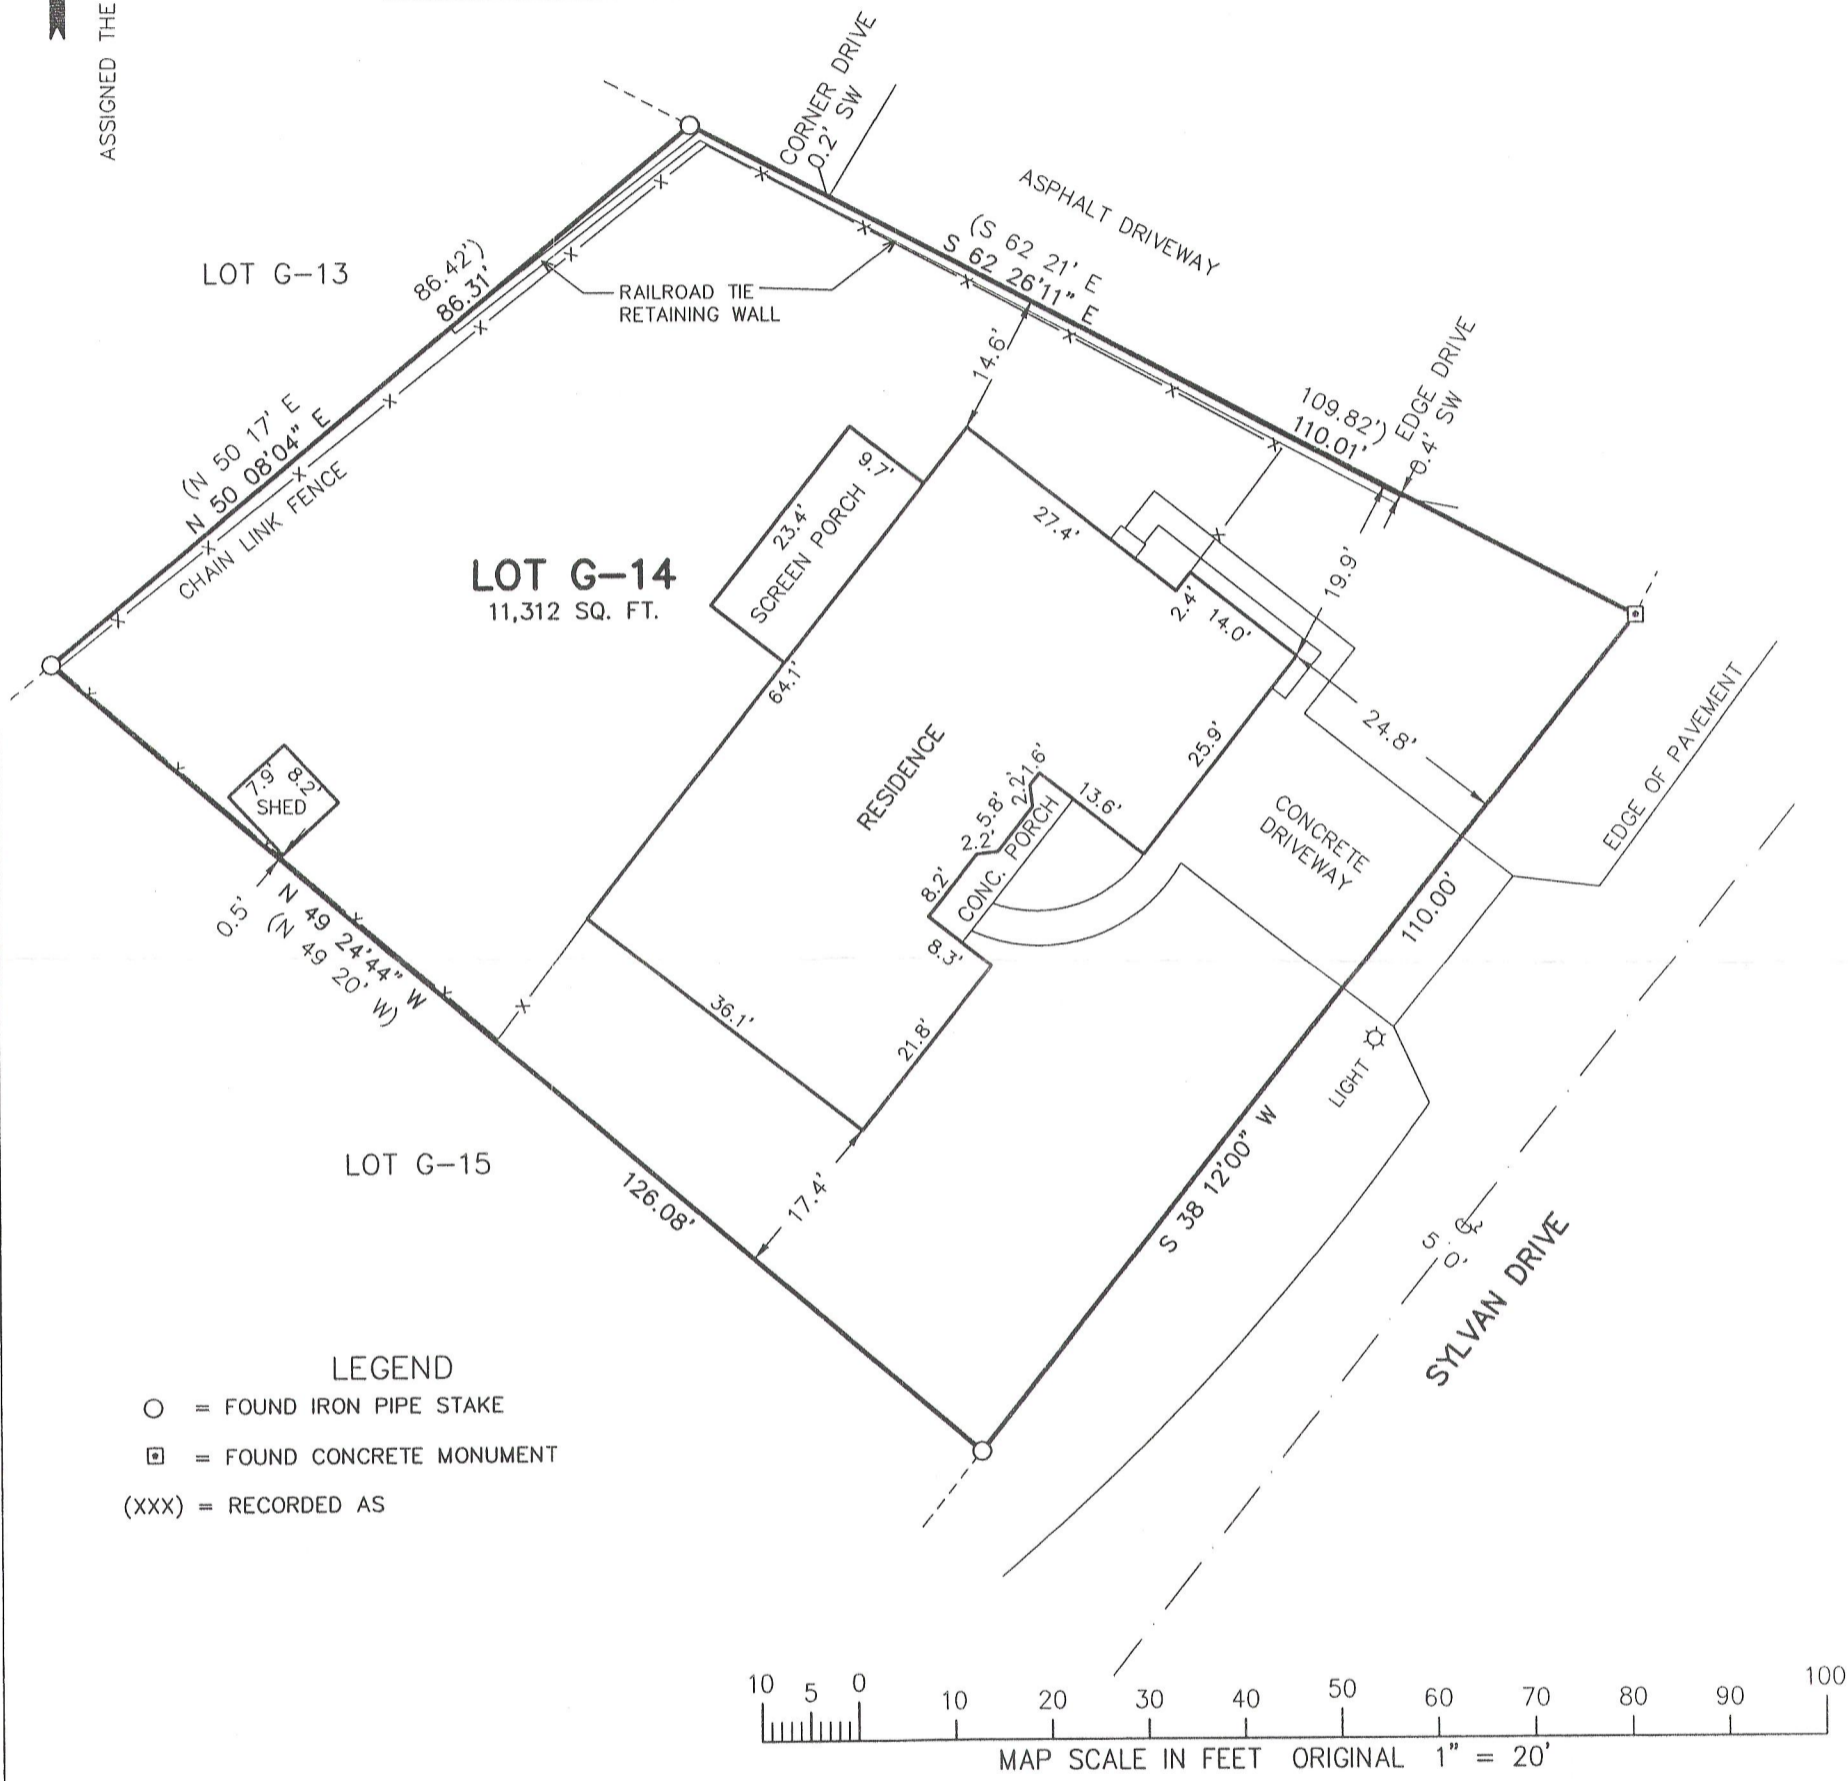 ASSIGNED THE
CORNER DRIVE
0.2' SW
ASPHALT DRIVEWAY
(S 62 21' E
S 62 26'11" E
109.82')
110.01'
EDGE DRIVE
0.4' SW
LOT G-13
86.42')
86.31'
(N 50 17' E
N 50 08'04" E
CHAIN LINK FENCE
RAILROAD TIE
RETAINING WALL
14.6'
LOT G-14
11,312 SQ. FT.
9.7'
23.4'
SCREEN PORCH
27.4'
2.4'
14.0'
19.9'
64.1'
RESIDENCE
25.9'
24.8'
1.6'
2.2'
5.8'
2.2'
13.6'
8.2'
CONC. PORCH
8.3'
CONCRETE
DRIVEWAY
EDGE OF PAVEMENT
7.9'
8.2'
SHED
0.5'
N 49 24'44" W
(N 49 20' W)
36.1'
21.8'
110.00'
LIGHT
S 38 12'00" W
LOT G-15
126.08'
17.4'
5.0'
SYLVAN DRIVE
LEGEND
= FOUND IRON PIPE STAKE
= FOUND CONCRETE MONUMENT
(XXX) = RECORDED AS
10 5 0 10 20 30 40 50 60 70 80 90 100
MAP SCALE IN FEET ORIGINAL 1" = 20'